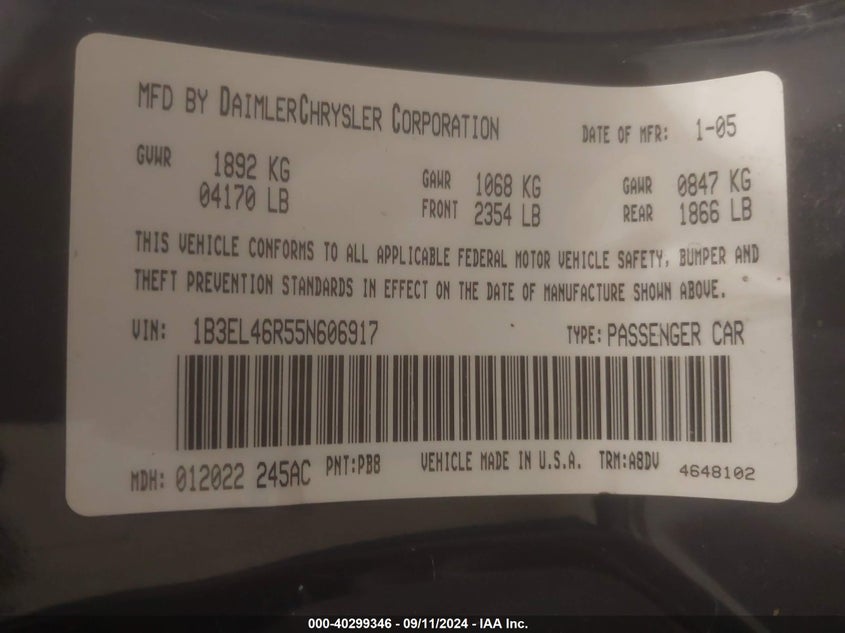 MFD BY DAIMLERCHRYSLER CORPORATION DATE OF MFR: 1-05
GVWR 1892 KG GAWR 1068 KG GAWR 0847 KG
04170 LB FRONT 2354 LB REAR 1866 LB
THIS VEHICLE CONFORMS TO ALL APPLICABLE FEDERAL MOTOR VEHICLE SAFETY, BUMPER AND
THEFT PREVENTION STANDARDS IN EFFECT ON THE DATE OF MANUFACTURE SHOWN ABOVE.
VIN: 1B3EL46R55N606917 TYPE: PASSENGER CAR
MDH: 012022 245AC PNT:PB8 VEHICLE MADE IN U.S.A. TRM:A8DV 4648102
000-40299346 - 09/11/2024 - IAA Inc.